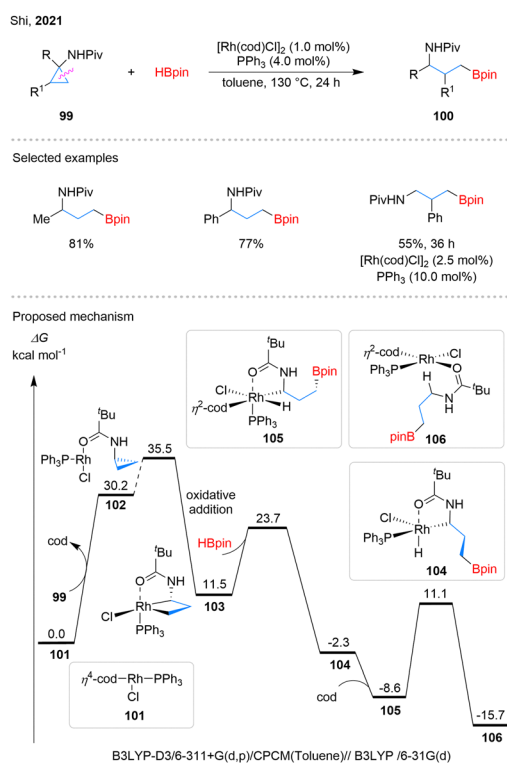 Shi, 2021
R
NHPiv
R¹
99
+
HBpin
[Rh(cod)Cl]₂ (1.0 mol%)
PPh₃ (4.0 mol%)
toluene, 130 °C, 24 h
NHPiv
R
Bpin
R¹
100
Selected examples
NHPiv
Me
Bpin
81%
NHPiv
Ph
Bpin
77%
PivHN
Bpin
Ph
55%, 36 h
[Rh(cod)Cl]₂ (2.5 mol%)
PPh₃ (10.0 mol%)
Proposed mechanism
ΔG
kcal mol⁻¹
ᵗBu
O
NH
Bpin
Cl
Rh
H
η²-cod
PPh₃
105
η²-cod
Cl
Rh
Ph₃P
O
H
ᵗBu
N
H
pinB
106
ᵗBu
O
NH
Ph₃P-Rh
Cl
30.2
102
35.5
oxidative
addition
HBpin
23.7
ᵗBu
O
NH
Cl
Rh
Ph₃P
H
Bpin
104
cod
99
0.0
101
ᵗBu
O
NH
Cl
Rh
PPh₃
11.5
103
-2.3
104
cod
-8.6
105
11.1
-15.7
106
η⁴-cod-Rh-PPh₃
Cl
101
B3LYP-D3/6-311+G(d,p)/CPCM(Toluene)// B3LYP /6-31G(d)